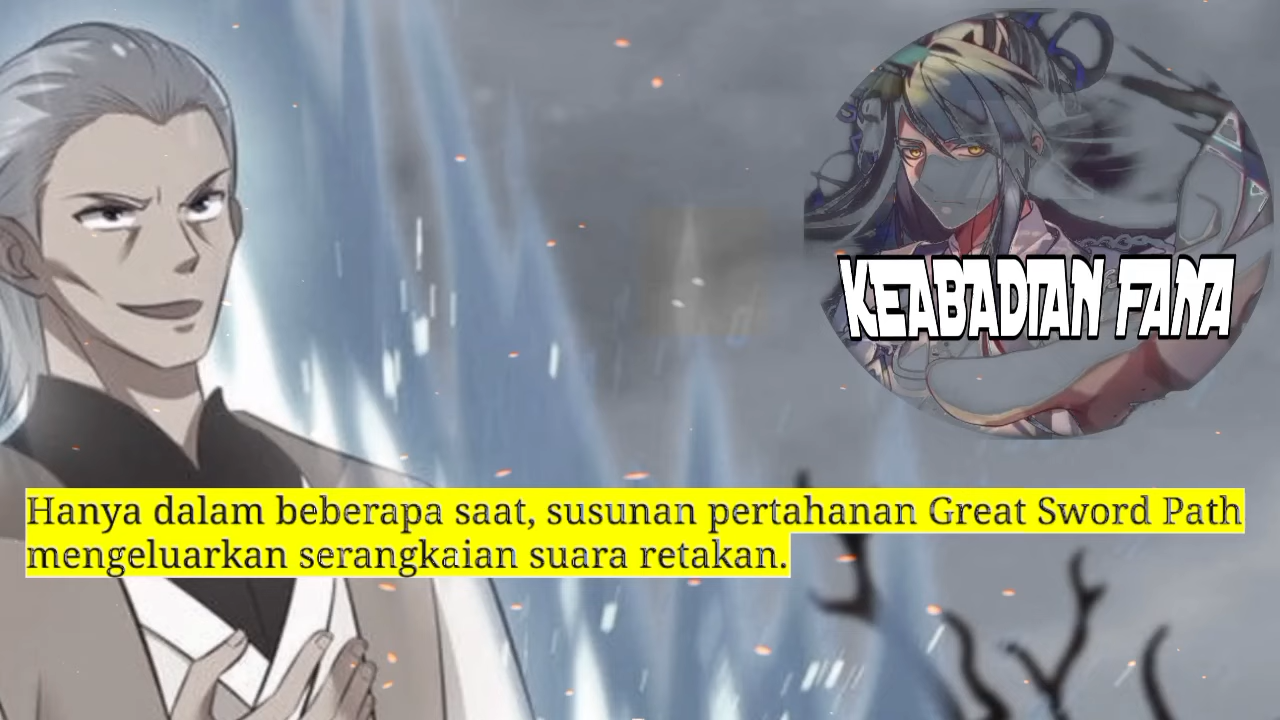 KEABADIAN FANA
Hanya dalam beberapa saat, susunan pertahanan Great Sword Path
mengeluarkan serangkaian suara retakan.